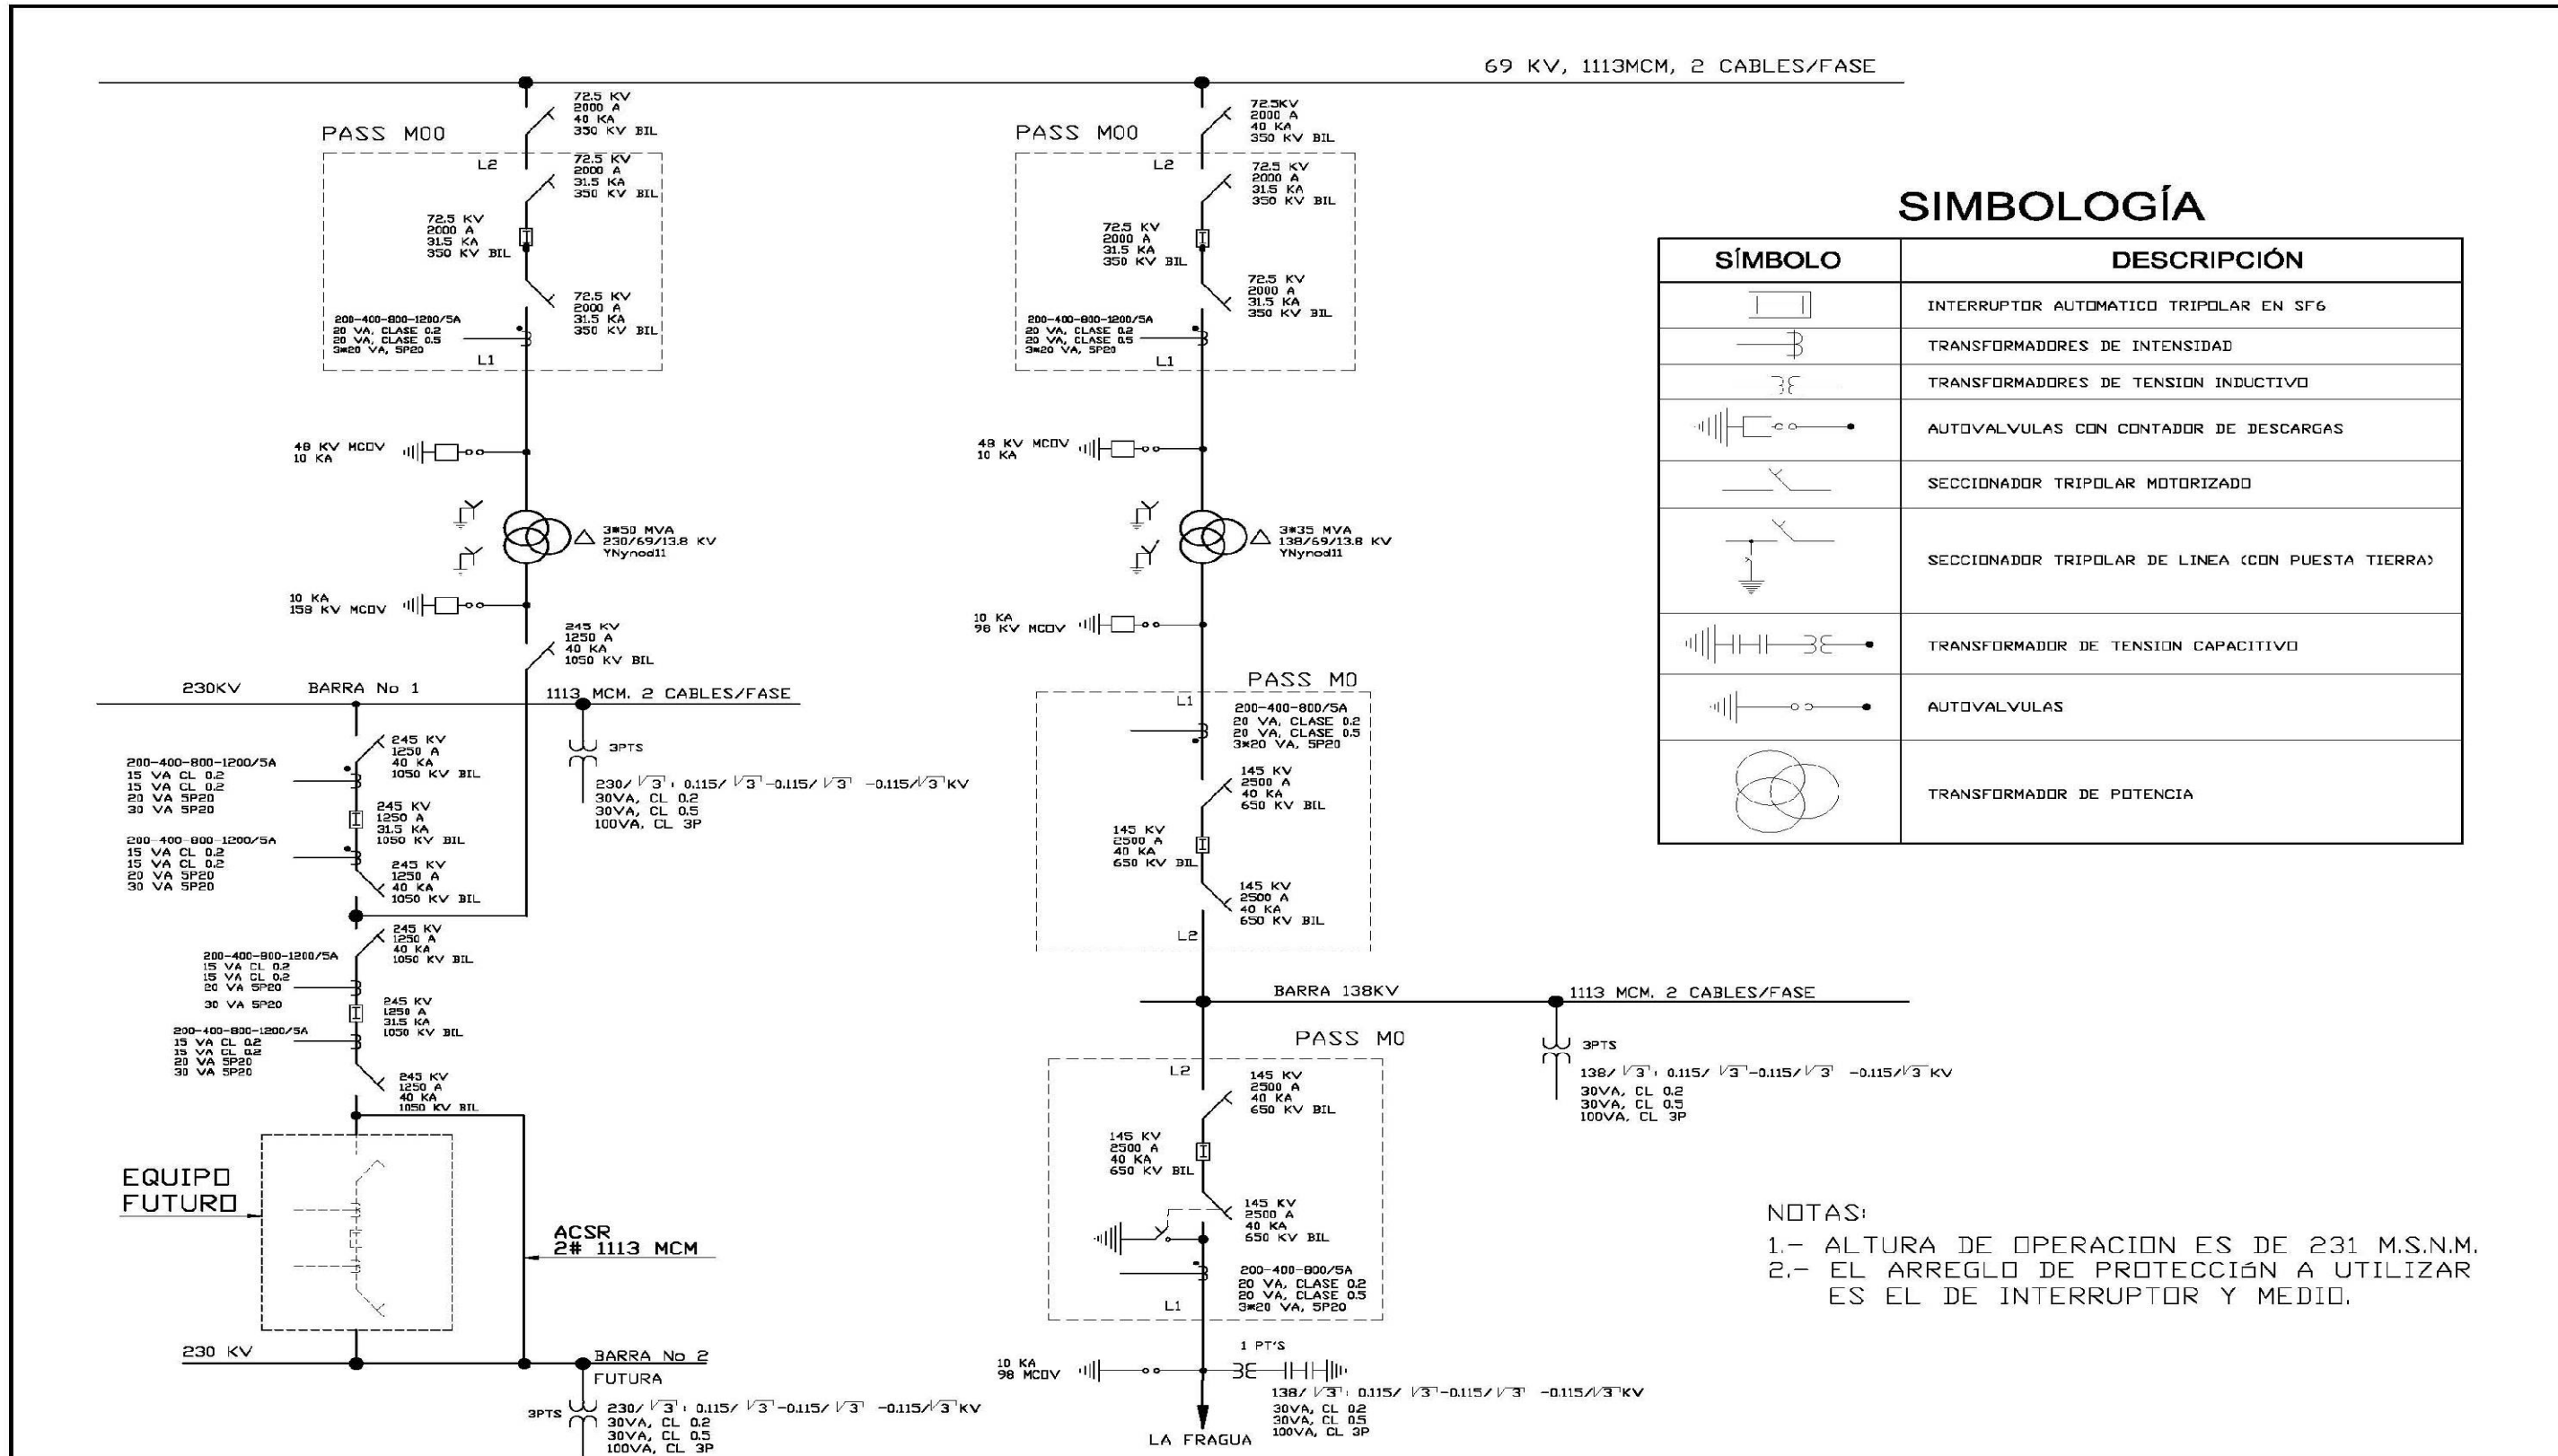 69 KV, 1113MCM, 2 CABLES/FASE
72.5 KV
2000 A
40 KA
350 KV BIL
PASS M00
L2
72.5 KV
2000 A
31.5 KA
350 KV BIL
72.5 KV
2000 A
31.5 KA
350 KV BIL
72.5 KV
2000 A
31.5 KA
350 KV BIL
200-400-800-1200/5A
20 VA, CLASE 0.2
20 VA, CLASE 0.5
3*20 VA, 5P20
L1
48 KV MCOV
10 KA
3*50 MVA
230/69/13.8 KV
YNynod11
10 KA
158 KV MCOV
245 KV
1250 A
40 KA
1050 KV BIL
230KV
BARRA No 1
1113 MCM. 2 CABLES/FASE
3PTS
230/√3: 0.115/√3-0.115/√3 -0.115/√3 KV
30VA, CL 0.2
30VA, CL 0.5
100VA, CL 3P
245 KV
1250 A
40 KA
1050 KV BIL
200-400-800-1200/5A
15 VA CL 0.2
15 VA CL 0.2
20 VA 5P20
30 VA 5P20
245 KV
1250 A
31.5 KA
1050 KV BIL
200-400-800-1200/5A
15 VA CL 0.2
15 VA CL 0.2
20 VA 5P20
30 VA 5P20
245 KV
1250 A
40 KA
1050 KV BIL
245 KV
1250 A
40 KA
1050 KV BIL
200-400-800-1200/5A
15 VA CL 0.2
15 VA CL 0.2
20 VA 5P20
30 VA 5P20
245 KV
1250 A
31.5 KA
1050 KV BIL
200-400-800-1200/5A
15 VA CL 0.2
15 VA CL 0.2
20 VA 5P20
30 VA 5P20
245 KV
1250 A
40 KA
1050 KV BIL
EQUIPO
FUTURO
ACSR
2# 1113 MCM
230 KV
BARRA No 2
FUTURA
3PTS
230/√3: 0.115/√3-0.115/√3 -0.115/√3 KV
30VA, CL 0.2
30VA, CL 0.5
100VA, CL 3P
72.5KV
2000 A
40 KA
350 KV BIL
PASS M00
L2
72.5 KV
2000 A
31.5 KA
350 KV BIL
72.5 KV
2000 A
31.5 KA
350 KV BIL
72.5 KV
2000 A
31.5 KA
350 KV BIL
200-400-800-1200/5A
20 VA, CLASE 0.2
20 VA, CLASE 0.5
3*20 VA, 5P20
L1
48 KV MCOV
10 KA
3*35 MVA
138/69/13.8 KV
YNynod11
10 KA
98 KV MCOV
PASS M0
L1
200-400-800/5A
20 VA, CLASE 0.2
20 VA, CLASE 0.5
3*20 VA, 5P20
145 KV
2500 A
40 KA
650 KV BIL
145 KV
2500 A
40 KA
650 KV BIL
145 KV
2500 A
40 KA
650 KV BIL
L2
BARRA 138KV
1113 MCM. 2 CABLES/FASE
3PTS
138/√3: 0.115/√3-0.115/√3 -0.115/√3 KV
30VA, CL 0.2
30VA, CL 0.5
100VA, CL 3P
PASS M0
L2
145 KV
2500 A
40 KA
650 KV BIL
145 KV
2500 A
40 KA
650 KV BIL
145 KV
2500 A
40 KA
650 KV BIL
200-400-800/5A
20 VA, CLASE 0.2
20 VA, CLASE 0.5
3*20 VA, 5P20
L1
1 PT'S
10 KA
98 MCOV
138/√3: 0.115/√3-0.115/√3 -0.115/√3 KV
30VA, CL 0.2
30VA, CL 0.5
100VA, CL 3P
LA FRAGUA
SIMBOLOGÍA
SÍMBOLO
DESCRIPCIÓN
INTERRUPTOR AUTOMATICO TRIPOLAR EN SF6
TRANSFORMADORES DE INTENSIDAD
TRANSFORMADORES DE TENSION INDUCTIVO
AUTOVALVULAS CON CONTADOR DE DESCARGAS
SECCIONADOR TRIPOLAR MOTORIZADO
SECCIONADOR TRIPOLAR DE LINEA (CON PUESTA TIERRA)
TRANSFORMADOR DE TENSION CAPACITIVO
AUTOVALVULAS
TRANSFORMADOR DE POTENCIA
NOTAS:
1.- ALTURA DE OPERACION ES DE 231 M.S.N.M.
2.- EL ARREGLO DE PROTECCIóN A UTILIZAR
ES EL DE INTERRUPTOR Y MEDIO.